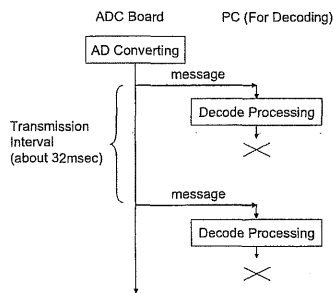 ADC Board
PC (For Decoding)
AD Converting
message
Decode Processing
Transmission
Interval
(about 32msec)
message
Decode Processing